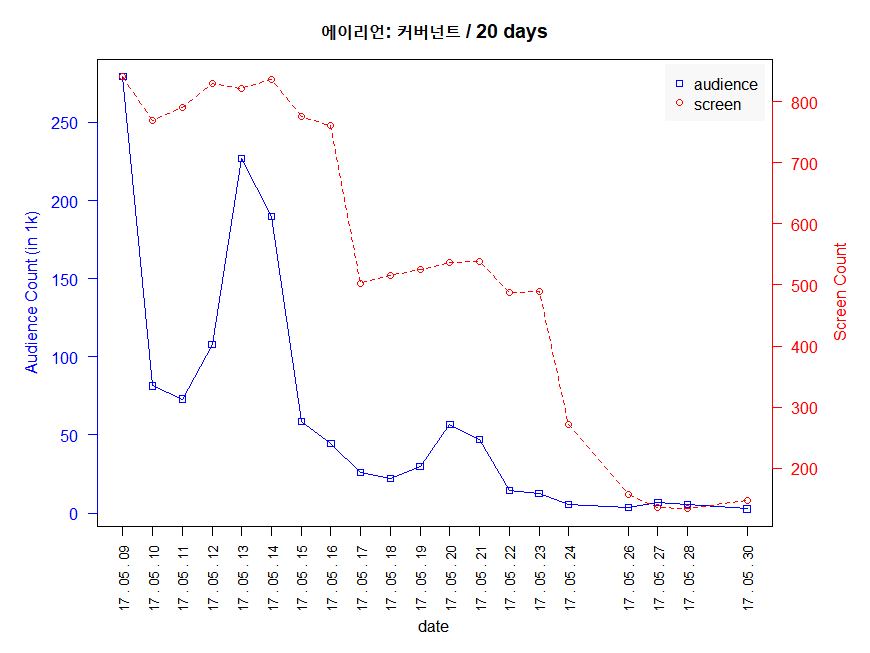 에이리언: 커버넌트 / 20 days
audience
screen
Audience Count (in 1k)
250
200
150
100
50
0
800
700
600
500
400
300
200
Screen Count
17 . 05 . 09
17 . 05 . 10
17 . 05 . 11
17 . 05 . 12
17 . 05 . 13
17 . 05 . 14
17 . 05 . 15
17 . 05 . 16
17 . 05 . 17
17 . 05 . 18
17 . 05 . 19
17 . 05 . 20
17 . 05 . 21
17 . 05 . 22
17 . 05 . 23
17 . 05 . 24
17 . 05 . 26
17 . 05 . 27
17 . 05 . 28
17 . 05 . 30
date